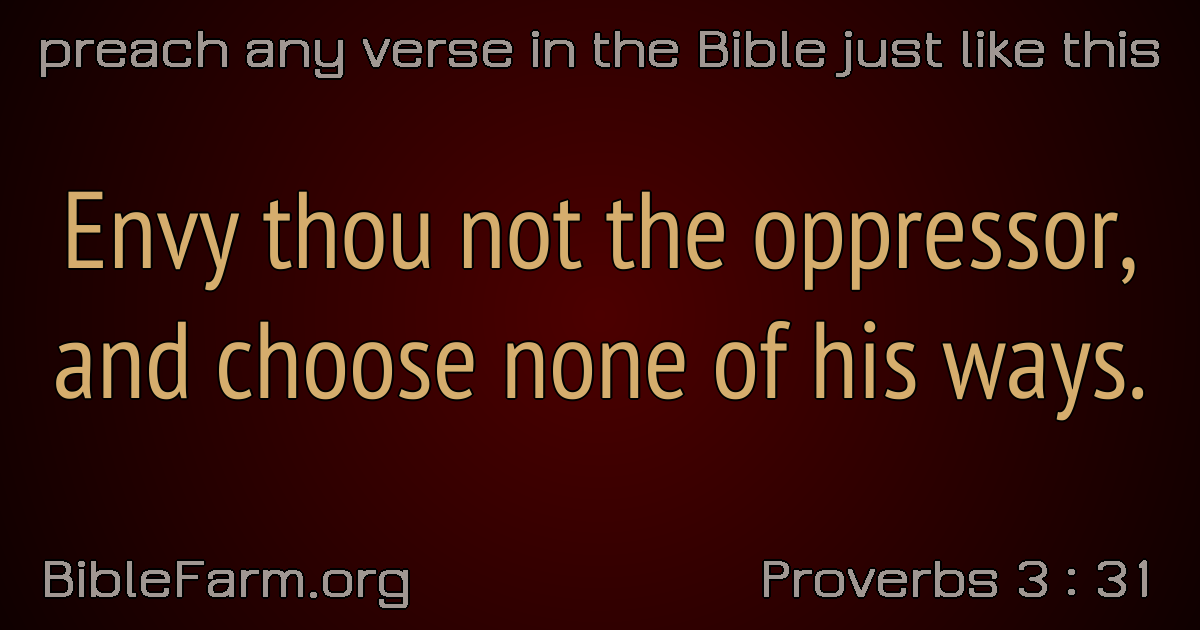 preach any verse in the Bible just like this
Envy thou not the oppressor,
and choose none of his ways.
BibleFarm.org
Proverbs 3 : 31